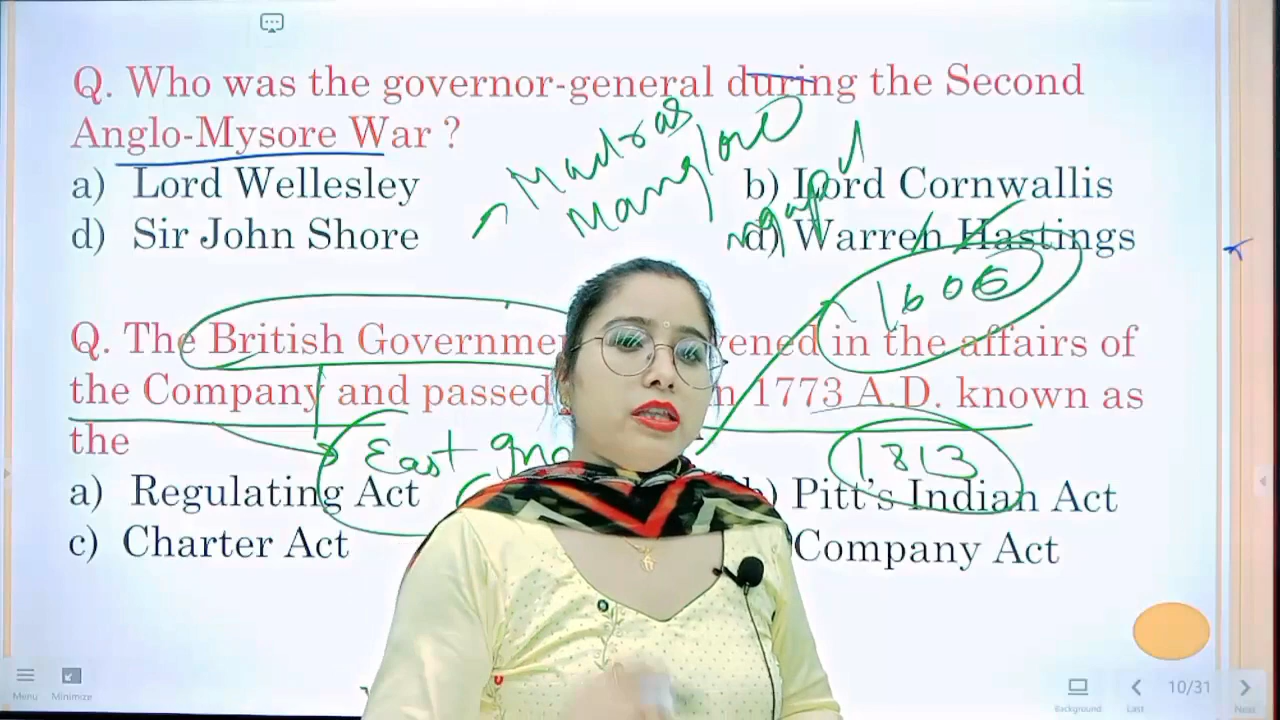 Q. Who was the governor-general during the Second
Anglo-Mysore War ?
a) Lord Wellesley
b) Lord Cornwallis
d) Sir John Shore
d) Warren Hastings
Madras
Manglore
1606
Q. The British Governme vened in the affairs of
the Company and passed n 1773 A.D. known as
the
East
1813
a) Regulating Act
b) Pitt's Indian Act
c) Charter Act
Company Act
Menu
Minimize
Background
Last
10/31
Next